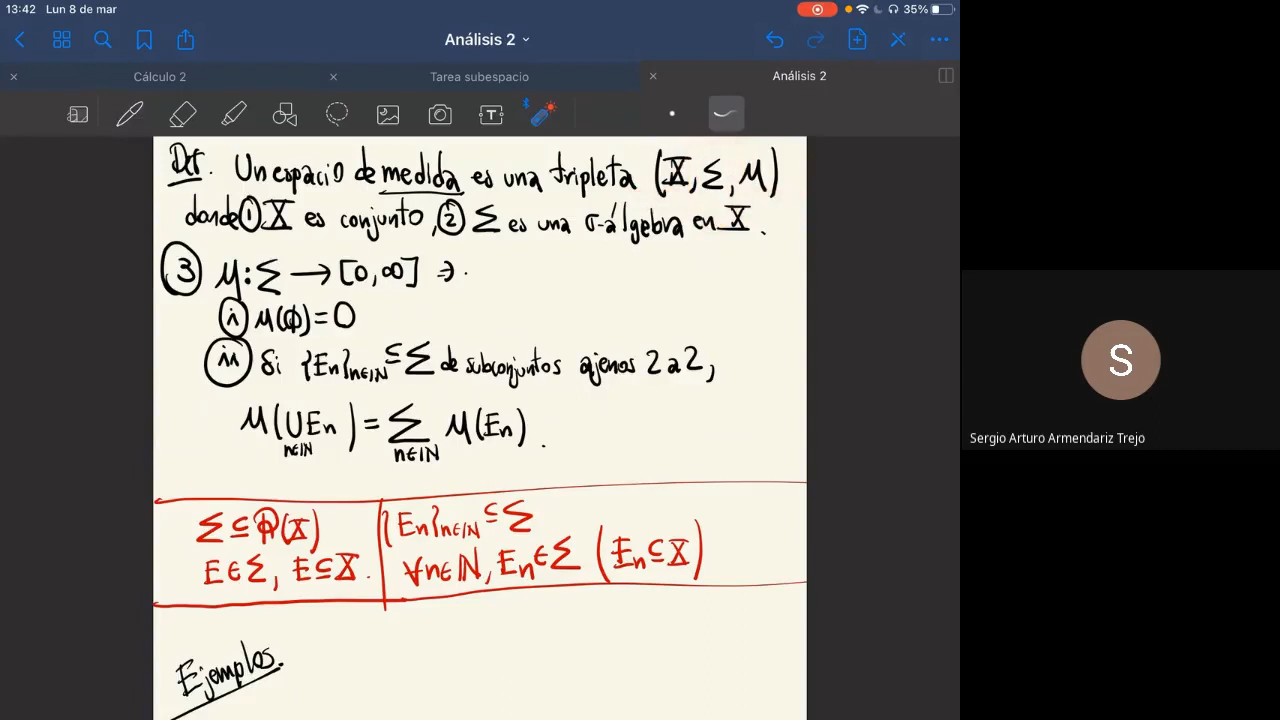 13:42 Lun 8 de mar
35%
Análisis 2
Cálculo 2
Tarea subespacio
Análisis 2
T
Def. Un espacio de medida es una tripleta (X, Σ, μ)
donde ① X es conjunto, ② Σ es una σ-álgebra en X.
③ μ: Σ → [0, ∞] ∋.
ⓘ μ(∅) = 0
ⓘⓘ Si {En}n∈ℕ ⊆ Σ de subconjuntos ajenos 2 a 2,
μ(∪ En) = Σ μ(En).
n∈ℕ n∈ℕ
Σ ⊆ P(X)
E ∈ Σ, E ⊆ X.
{En}n∈ℕ ⊆ Σ
∀n∈ℕ, En ∈ Σ (En ⊆ X)
Ejemplos.
S
Sergio Arturo Armendariz Trejo